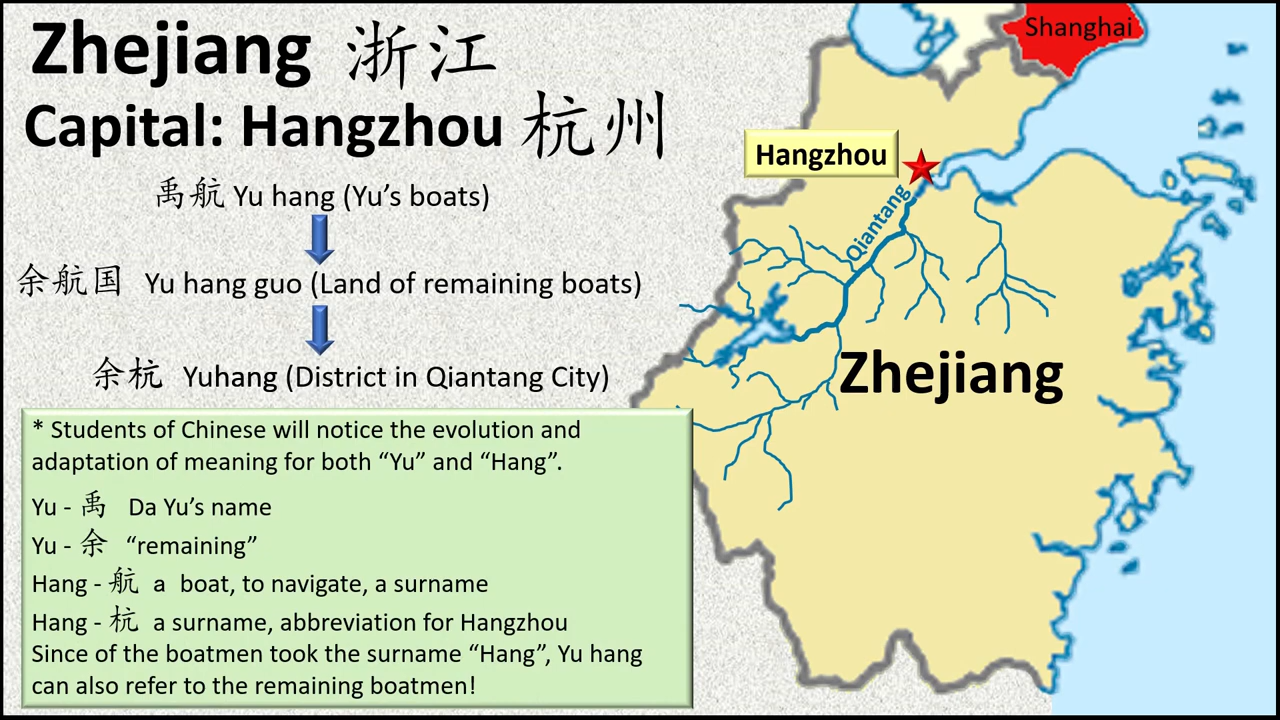 Zhejiang 浙江
Capital: Hangzhou 杭州
禹航 Yu hang (Yu's boats)
余航国 Yu hang guo (Land of remaining boats)
余杭 Yuhang (District in Qiantang City)
* Students of Chinese will notice the evolution and
adaptation of meaning for both “Yu” and “Hang”.
Yu - 禹 Da Yu's name
Yu - 余 “remaining”
Hang - 航 a boat, to navigate, a surname
Hang - 杭 a surname, abbreviation for Hangzhou
Since of the boatmen took the surname “Hang”, Yu hang
can also refer to the remaining boatmen!
Shanghai
Hangzhou
Qiantang
Zhejiang